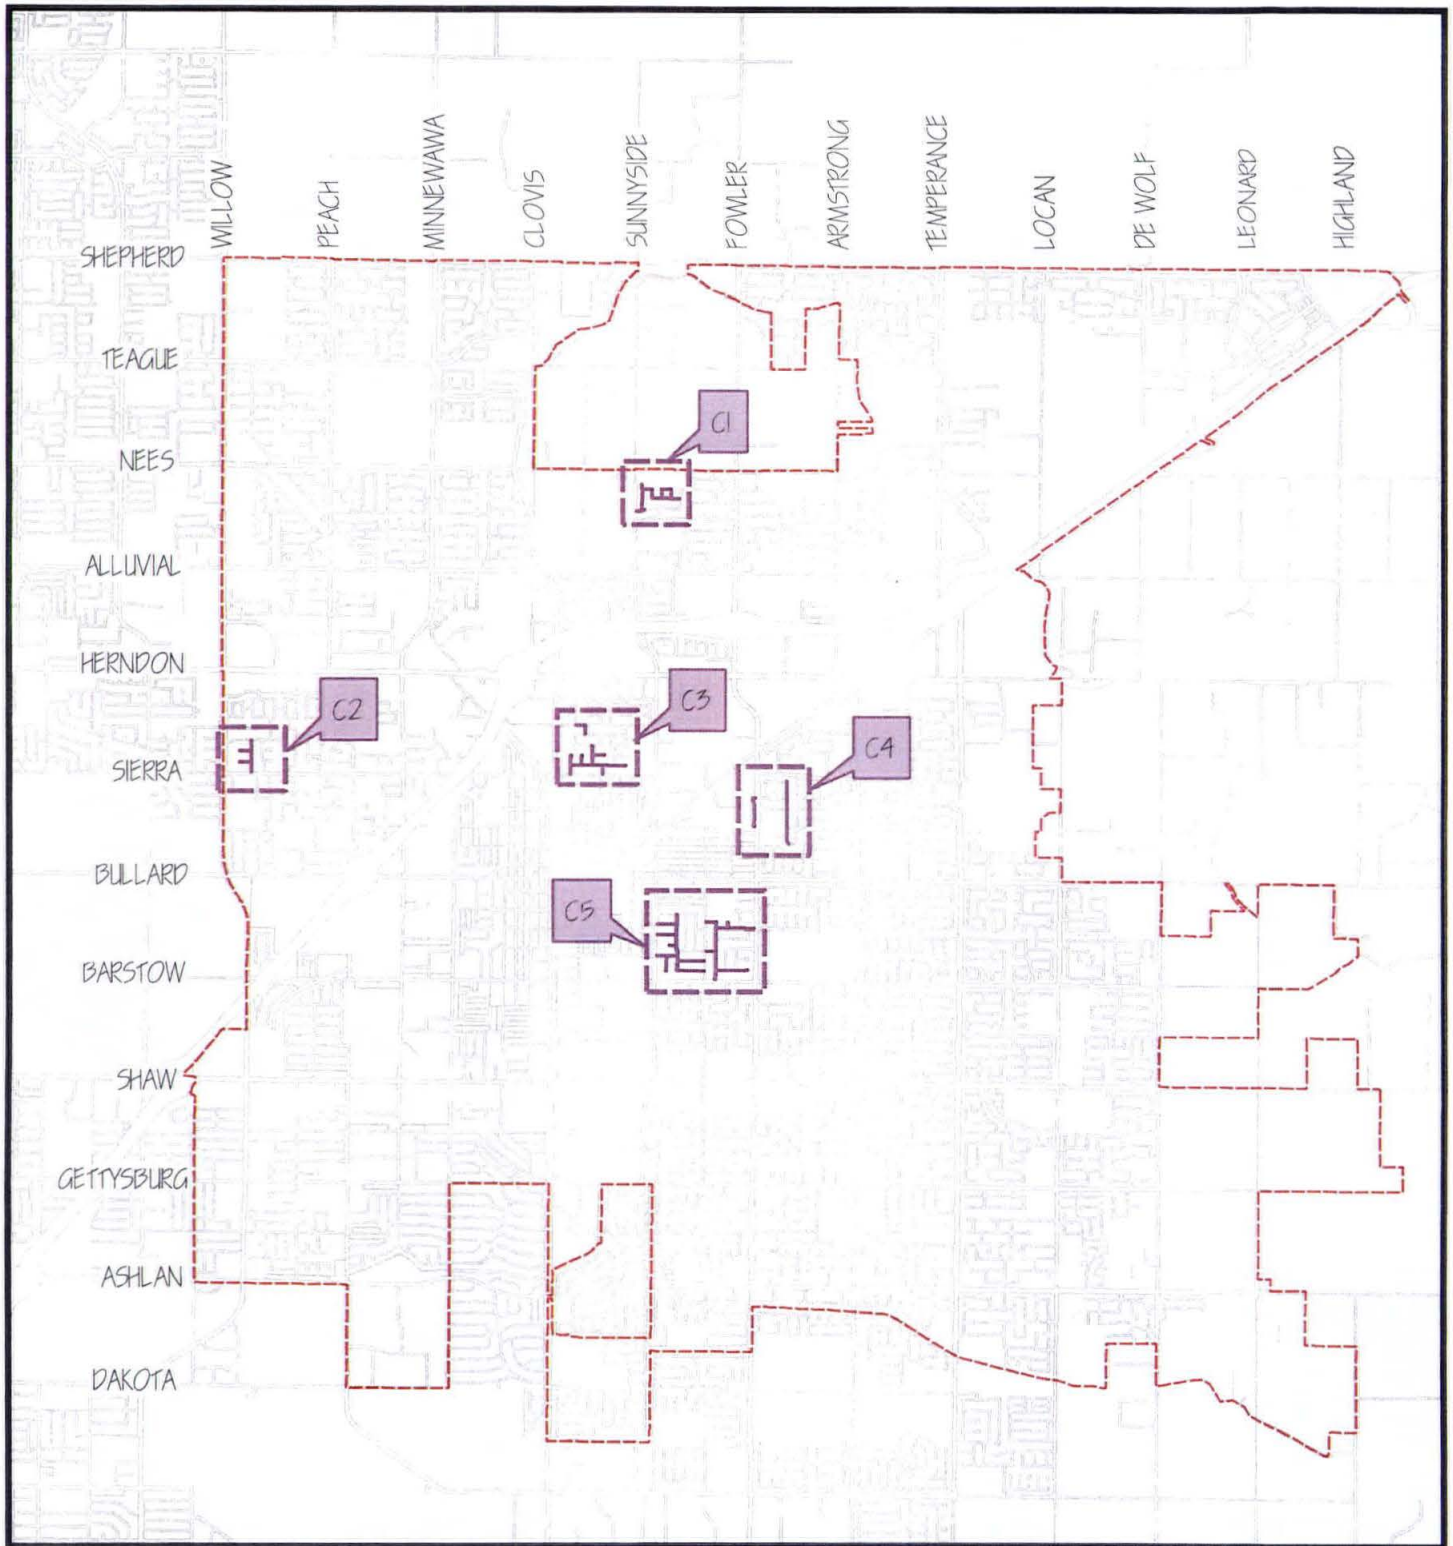 WILLOW
PEACH
MINNEWAWA
CLOVIS
SUNNYSIDE
FOWLER
ARMSTRONG
TEMPERANCE
LOCAN
DE WOLF
LEONARD
HIGHLAND
SHEPHERD
TEAGUE
C1
NEES
ALLUVIAL
HERNDON
C2
C3
C4
SIERRA
BULLARD
C5
BARSTOW
SHAW
GETTYSBURG
ASHLAN
DAKOTA